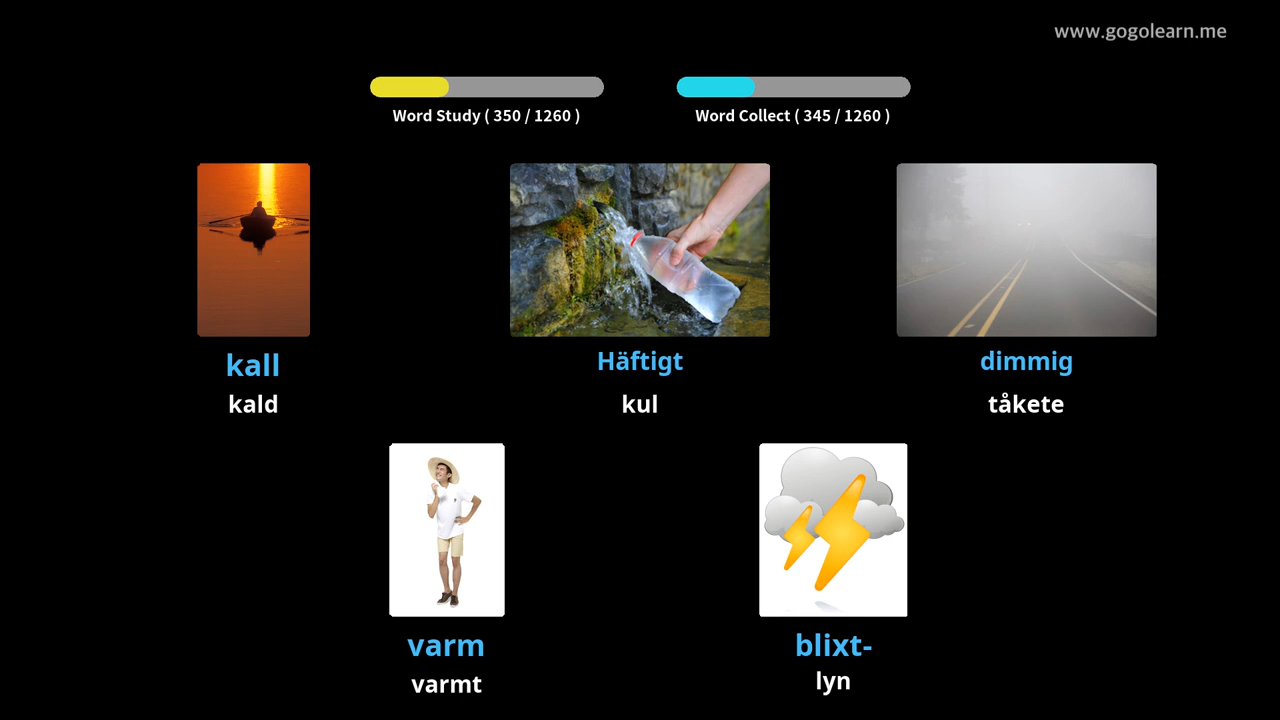 www.gogolearn.me
Word Study ( 350 / 1260 )
Word Collect ( 345 / 1260 )
kall
kald
Häftigt
kul
dimmig
tåkete
varm
varmt
blixt-
lyn